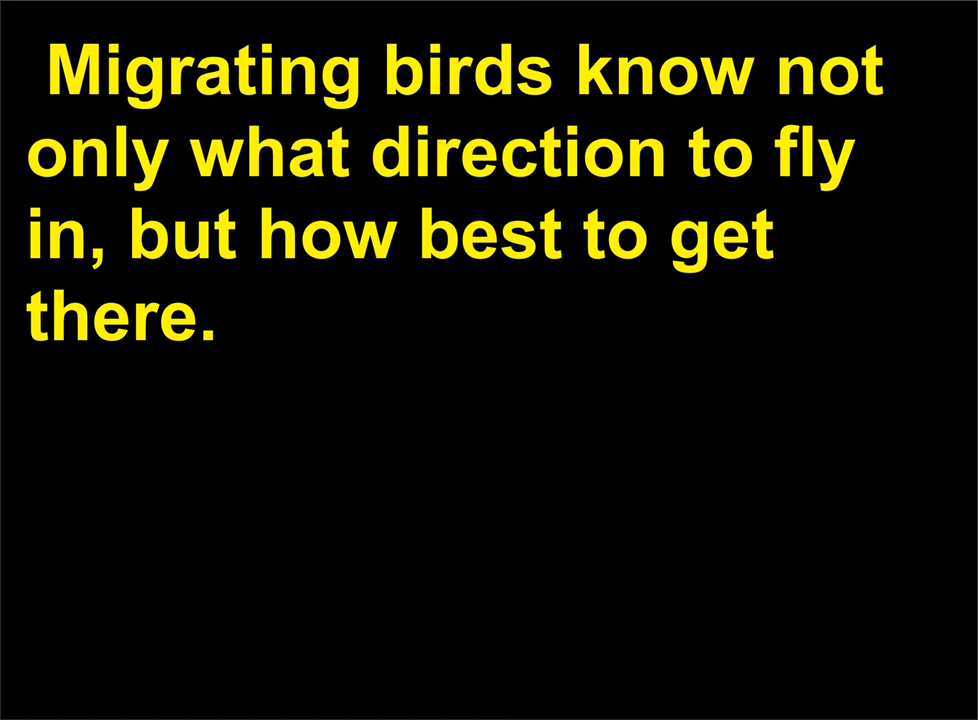 Migrating birds know not
only what direction to fly
in, but how best to get
there.